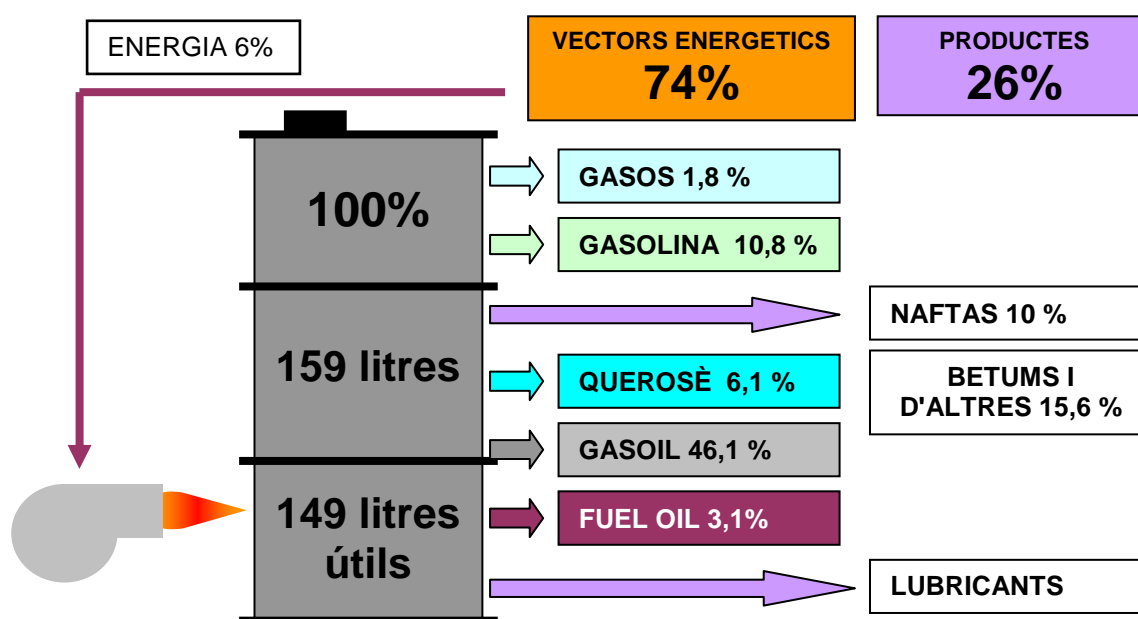 ENERGIA 6%
VECTORS ENERGETICS
74%
PRODUCTES
26%
100%
GASOS 1,8 %
GASOLINA 10,8 %
NAFTAS 10 %
159 litres
QUEROSÈ 6,1 %
BETUMS I
D'ALTRES 15,6 %
GASOIL 46,1 %
149 litres
útils
FUEL OIL 3,1%
LUBRICANTS